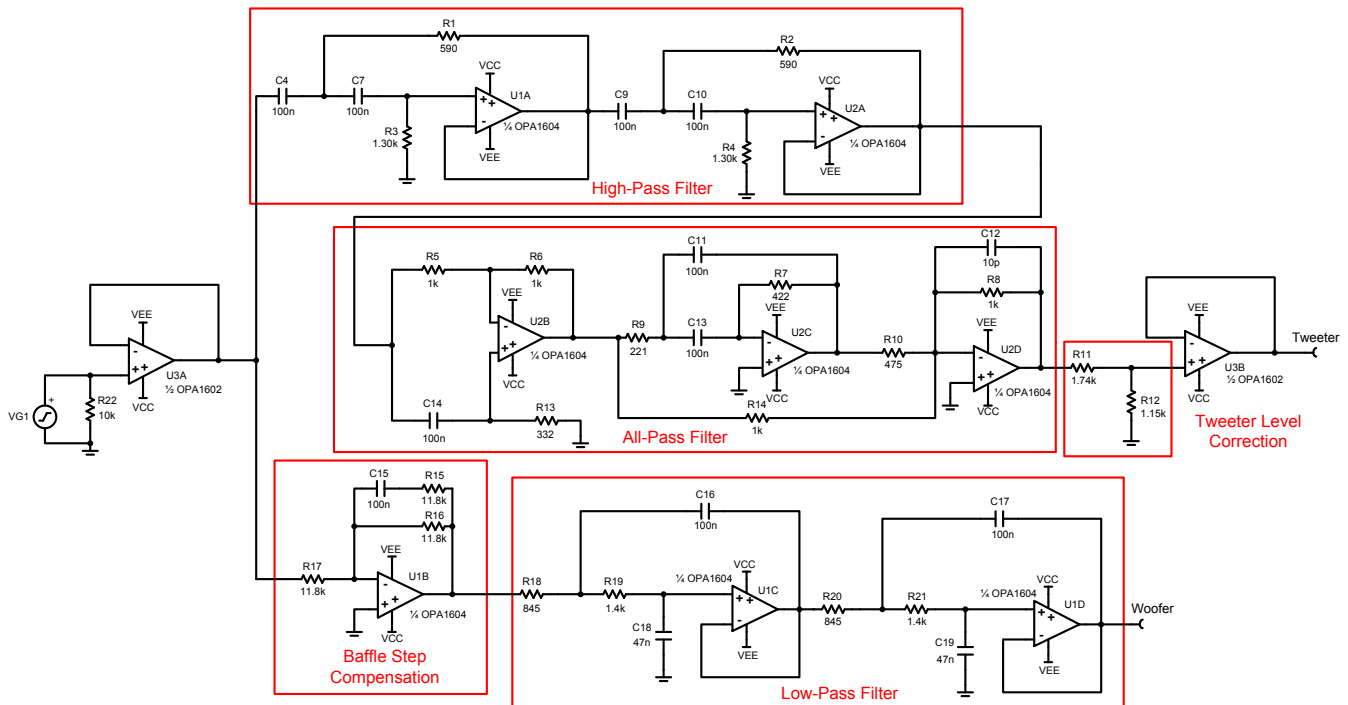 R1
590
C4
100n
C7
100n
R3
1.30k
VCC
U1A
¼ OPA1604
VEE
+
+
-
C9
100n
C10
100n
R2
590
R4
1.30k
VCC
U2A
¼ OPA1604
VEE
+
+
-
High-Pass Filter
R5
1k
R6
1k
VEE
U2B
¼ OPA1604
VCC
-
+
+
C14
100n
R13
332
R9
221
C11
100n
C13
100n
R7
422
VEE
U2C
¼ OPA1604
VCC
-
+
+
R10
475
R14
1k
C12
10p
R8
1k
VEE
U2D
¼ OPA1604
VCC
-
+
+
All-Pass Filter
R11
1.74k
R12
1.15k
Tweeter Level
Correction
VEE
U3B
½ OPA1602
VCC
-
+
+
Tweeter
VEE
U3A
½ OPA1602
VCC
-
+
+
VG1
+
R22
10k
C15
100n
R15
11.8k
R16
11.8k
R17
11.8k
VEE
U1B
¼ OPA1604
VCC
-
+
+
Baffle Step
Compensation
R18
845
R19
1.4k
C16
100n
C18
47n
VCC
¼ OPA1604
U1C
VEE
+
+
-
R20
845
R21
1.4k
C17
100n
C19
47n
VCC
¼ OPA1604
U1D
VEE
+
+
-
Woofer
Low-Pass Filter